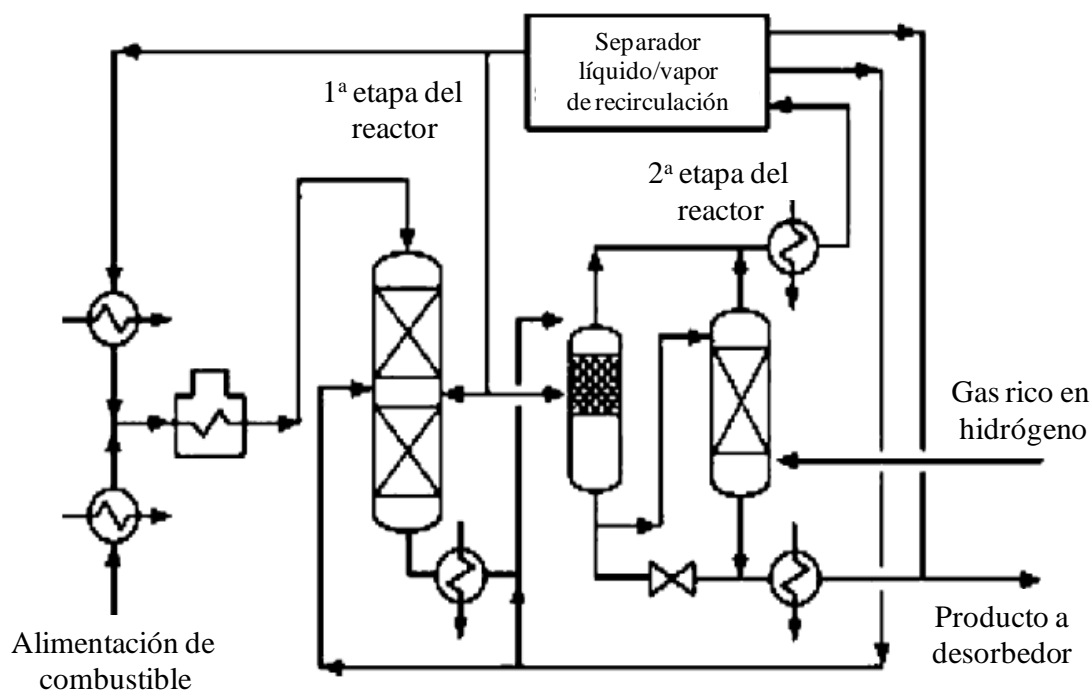 Separador
líquido/vapor
de recirculación
1ª etapa del
reactor
2ª etapa del
reactor
Gas rico en
hidrógeno
Alimentación de
combustible
Producto a
desorbedor